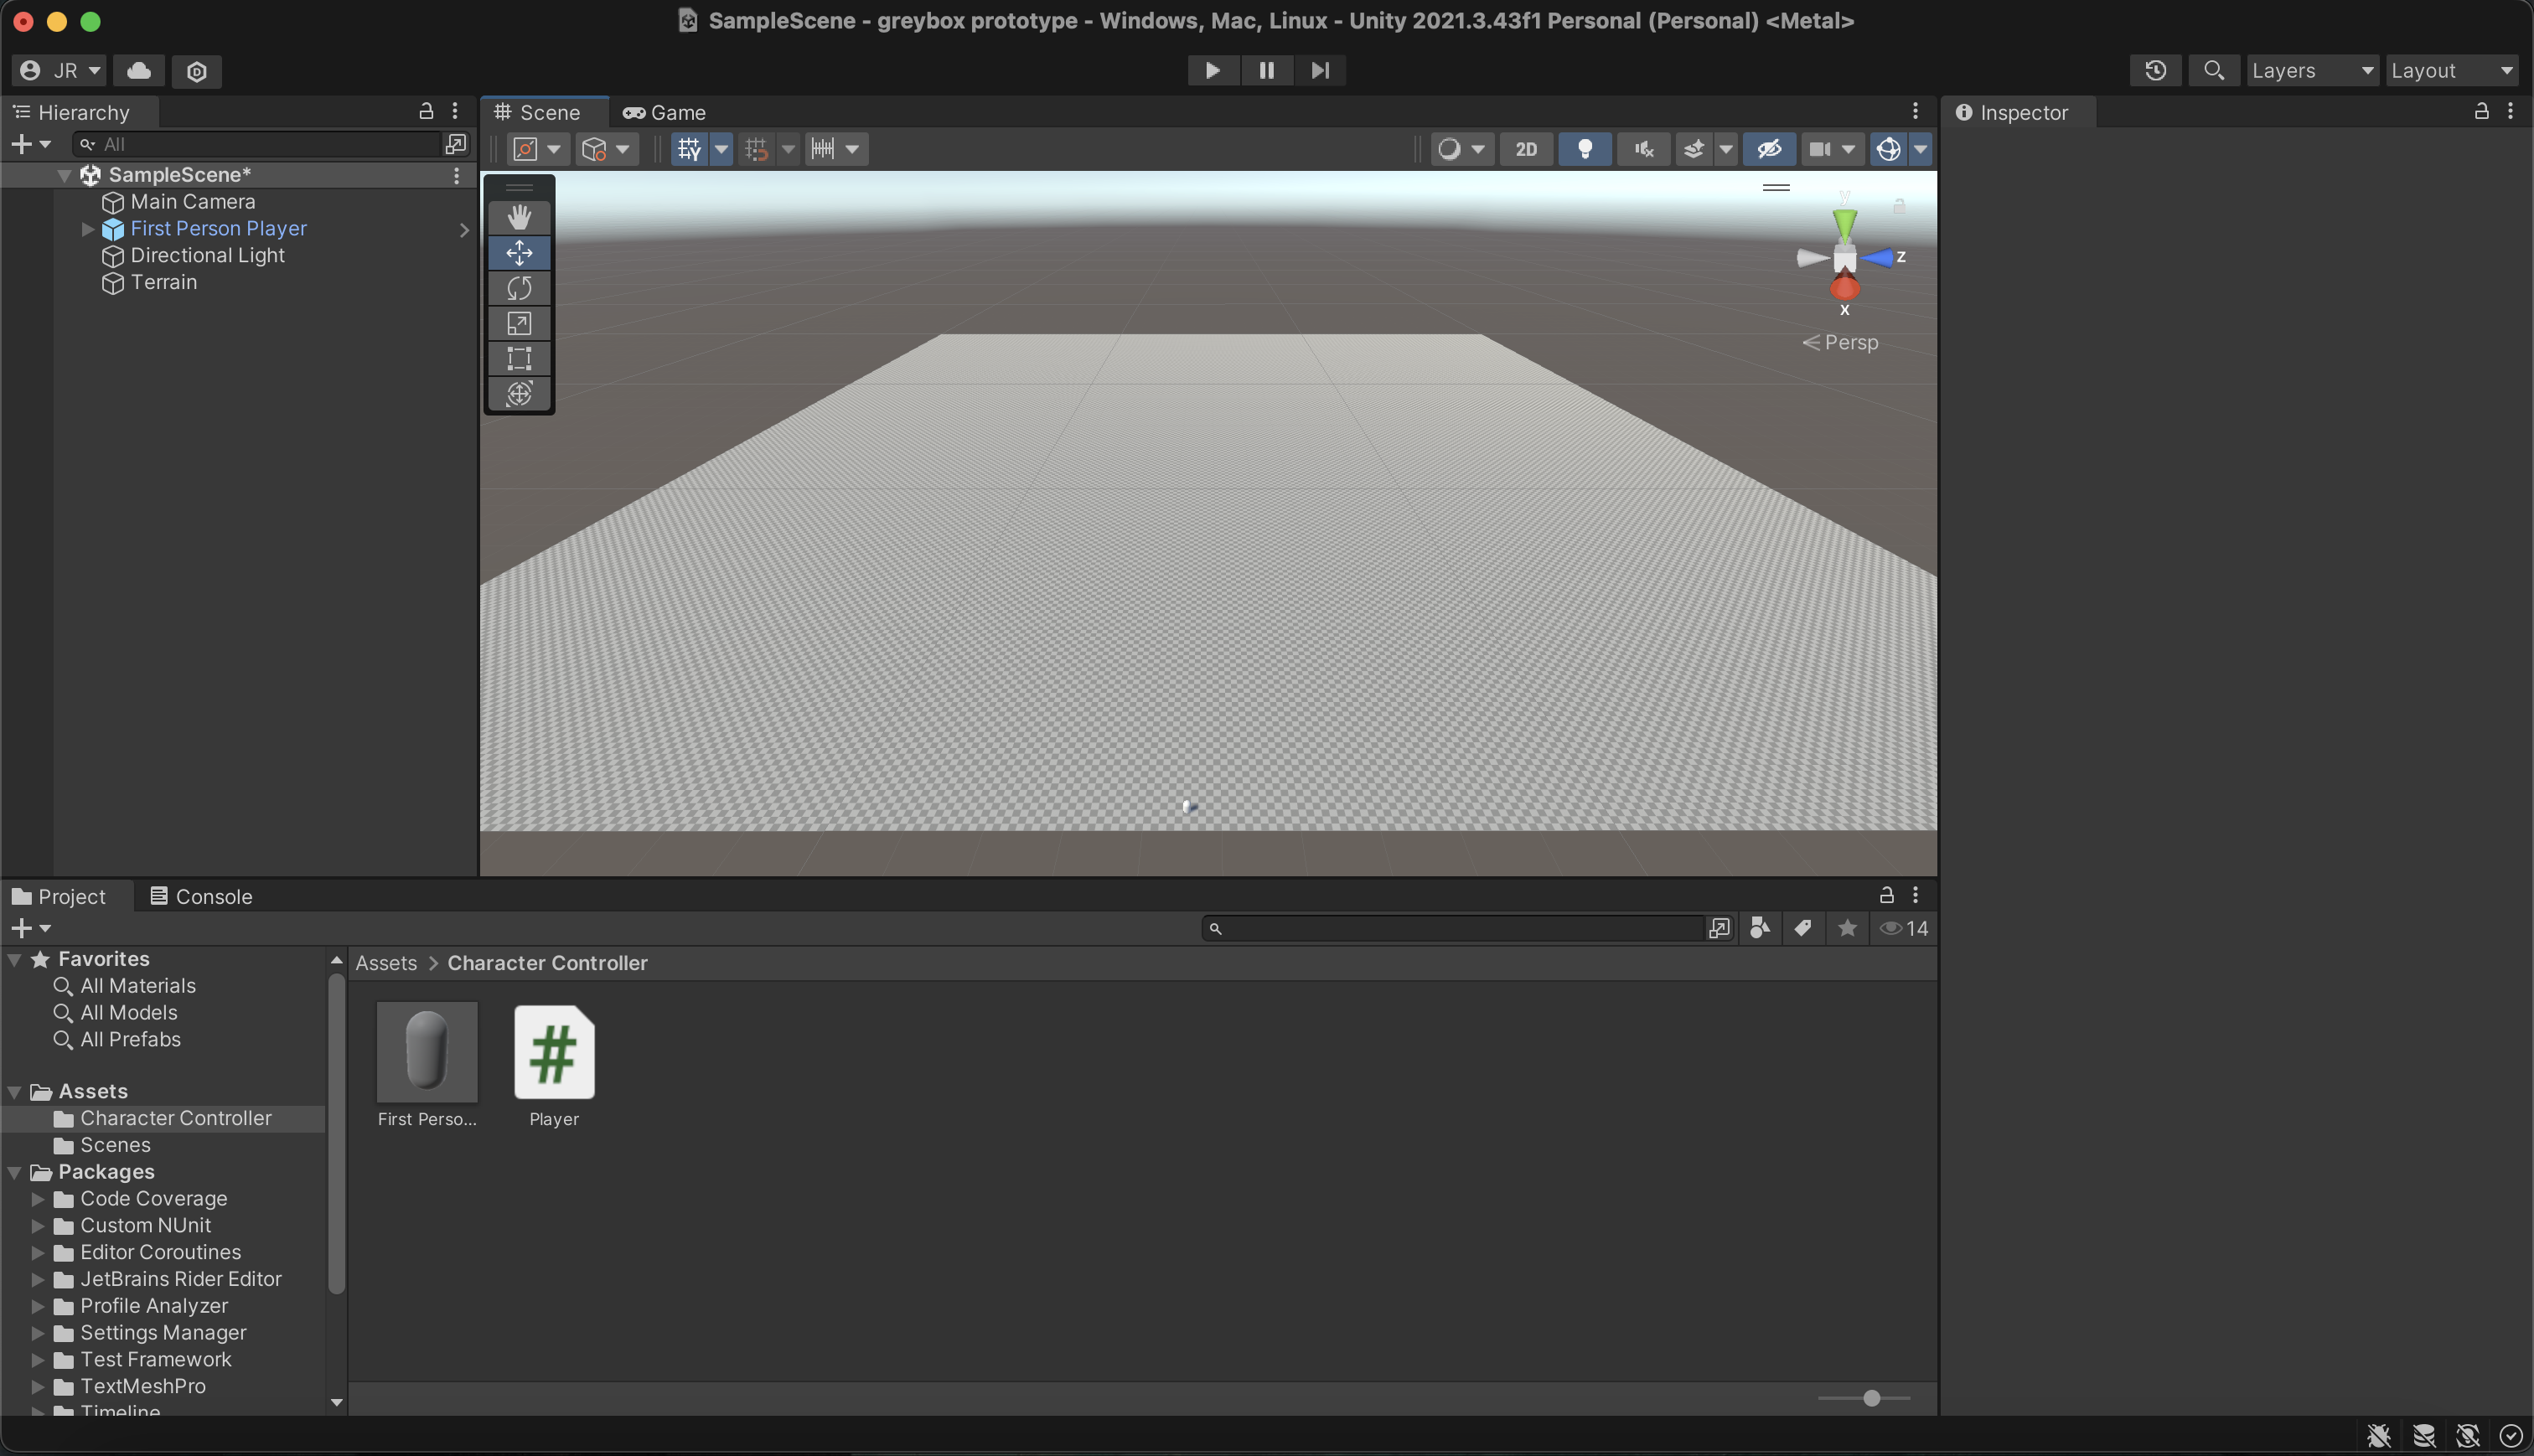 SampleScene - greybox prototype - Windows, Mac, Linux - Unity 2021.3.43f1 Personal (Personal) <Metal>
JR
Layers
Layout
Hierarchy
Scene
Game
Inspector
All
2D
SampleScene*
Main Camera
First Person Player
Directional Light
Terrain
y
z
x
Persp
Project
Console
14
Favorites
All Materials
All Models
All Prefabs
Assets
Character Controller
Scenes
Packages
Code Coverage
Custom NUnit
Editor Coroutines
JetBrains Rider Editor
Profile Analyzer
Settings Manager
Test Framework
TextMeshPro
Timeline
Assets > Character Controller
#
First Perso...
Player